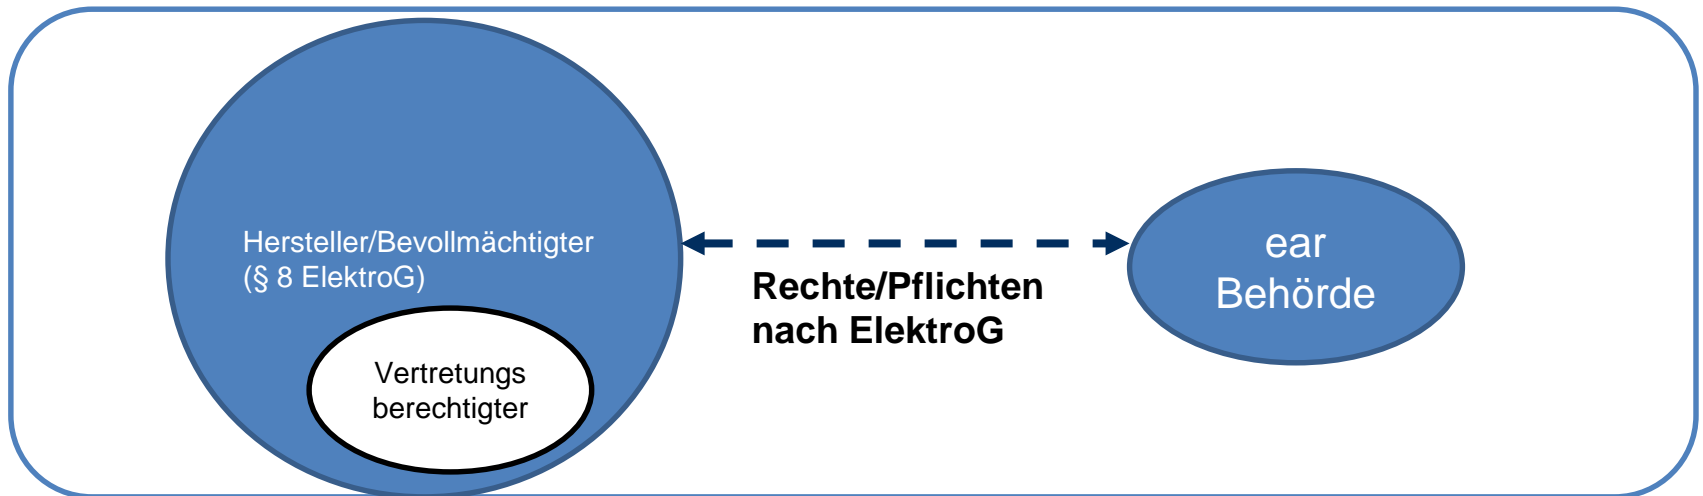 Hersteller/Bevollmächtigter
(§ 8 ElektroG)
Vertretungs
berechtigter
Rechte/Pflichten
nach ElektroG
ear
Behörde